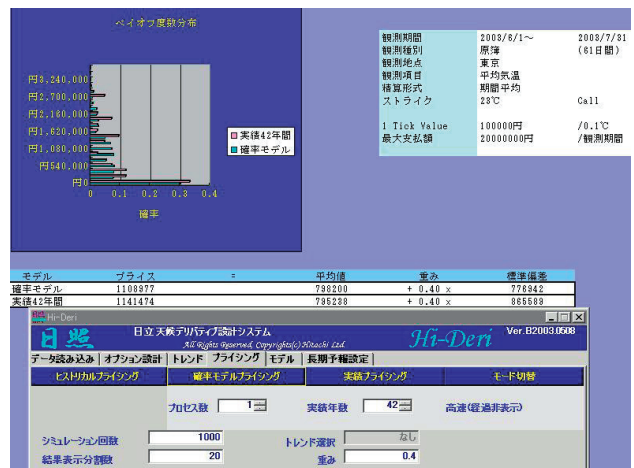 ペイオフ度数分布
円3,240,000
円2,700,000
円2,160,000
円1,620,000
円1,080,000
円540,000
円0
0 0.1 0.2 0.3 0.4
確率
実績42年間
確率モデル
観測期間 2003/6/1～ 2003/7/31
観測種別 原簿 (61日間)
観測地点 東京
観測項目 平均気温
積算形式 期間平均
ストライク 23℃ Call
1 Tick Value 100000円 /0.1℃
最大支払額 20000000円 /観測期間
モデル プライス = 平均値 重み 標準偏差
確率モデル 1108977 798200 + 0.40 × 776942
実績42年間 1141474 795238 + 0.40 × 865589
Hi-Deri
日照 日立天候デリバティブ設計システム Hi-Deri Ver.B2003.0508
All Rights Reserved, Copyrights(c)Hitachi Ltd.
データ読み込み オプション設計 トレンド プライシング モデル 長期予報設定
ヒストリカルプライシング 確率モデルプライシング 実績プライシング モード切替
プロセス数 1 実績年数 42 高速(経過非表示)
シミュレーション回数 1000 トレンド選択 なし
結果表示分割数 20 重み 0.4